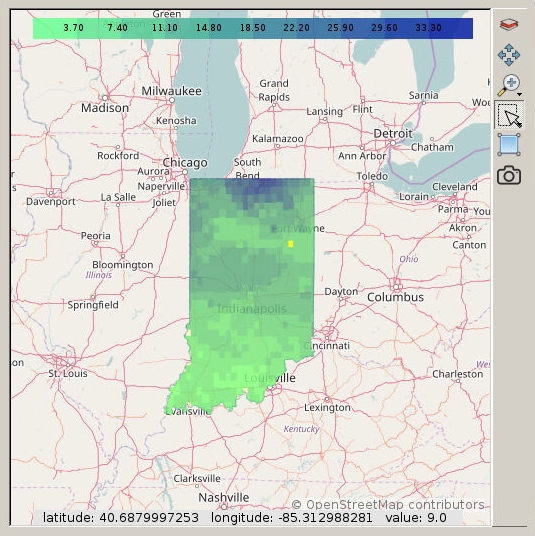 Green
3.70 7.40 11.10 14.80 18.50 22.20 25.90 29.60 33.30
Milwaukee
Madison
Grand
Rapids
Sarnia
Lansing
Flint
Kenosha
Kalamazoo
Detroit
Chatham
Rockford
Chicago
South
Bend
Ann Arbor
Aurora
Toledo
Naperville
Cleveland
Davenport
La Salle
Joliet
Lorain
Parma
You
Peoria
Wayne
Akron
Canton
Bloomington
Ohio
Illinois
Dayton
Columbus
Springfield
Indianapolis
Cincinnati
St. Louis
Louisville
Charleston
Evansville
Lexington
Kentucky
Clarksville
Nashville
© OpenStreetMap contributors
latitude: 40.6879997253 longitude: -85.312988281 value: 9.0